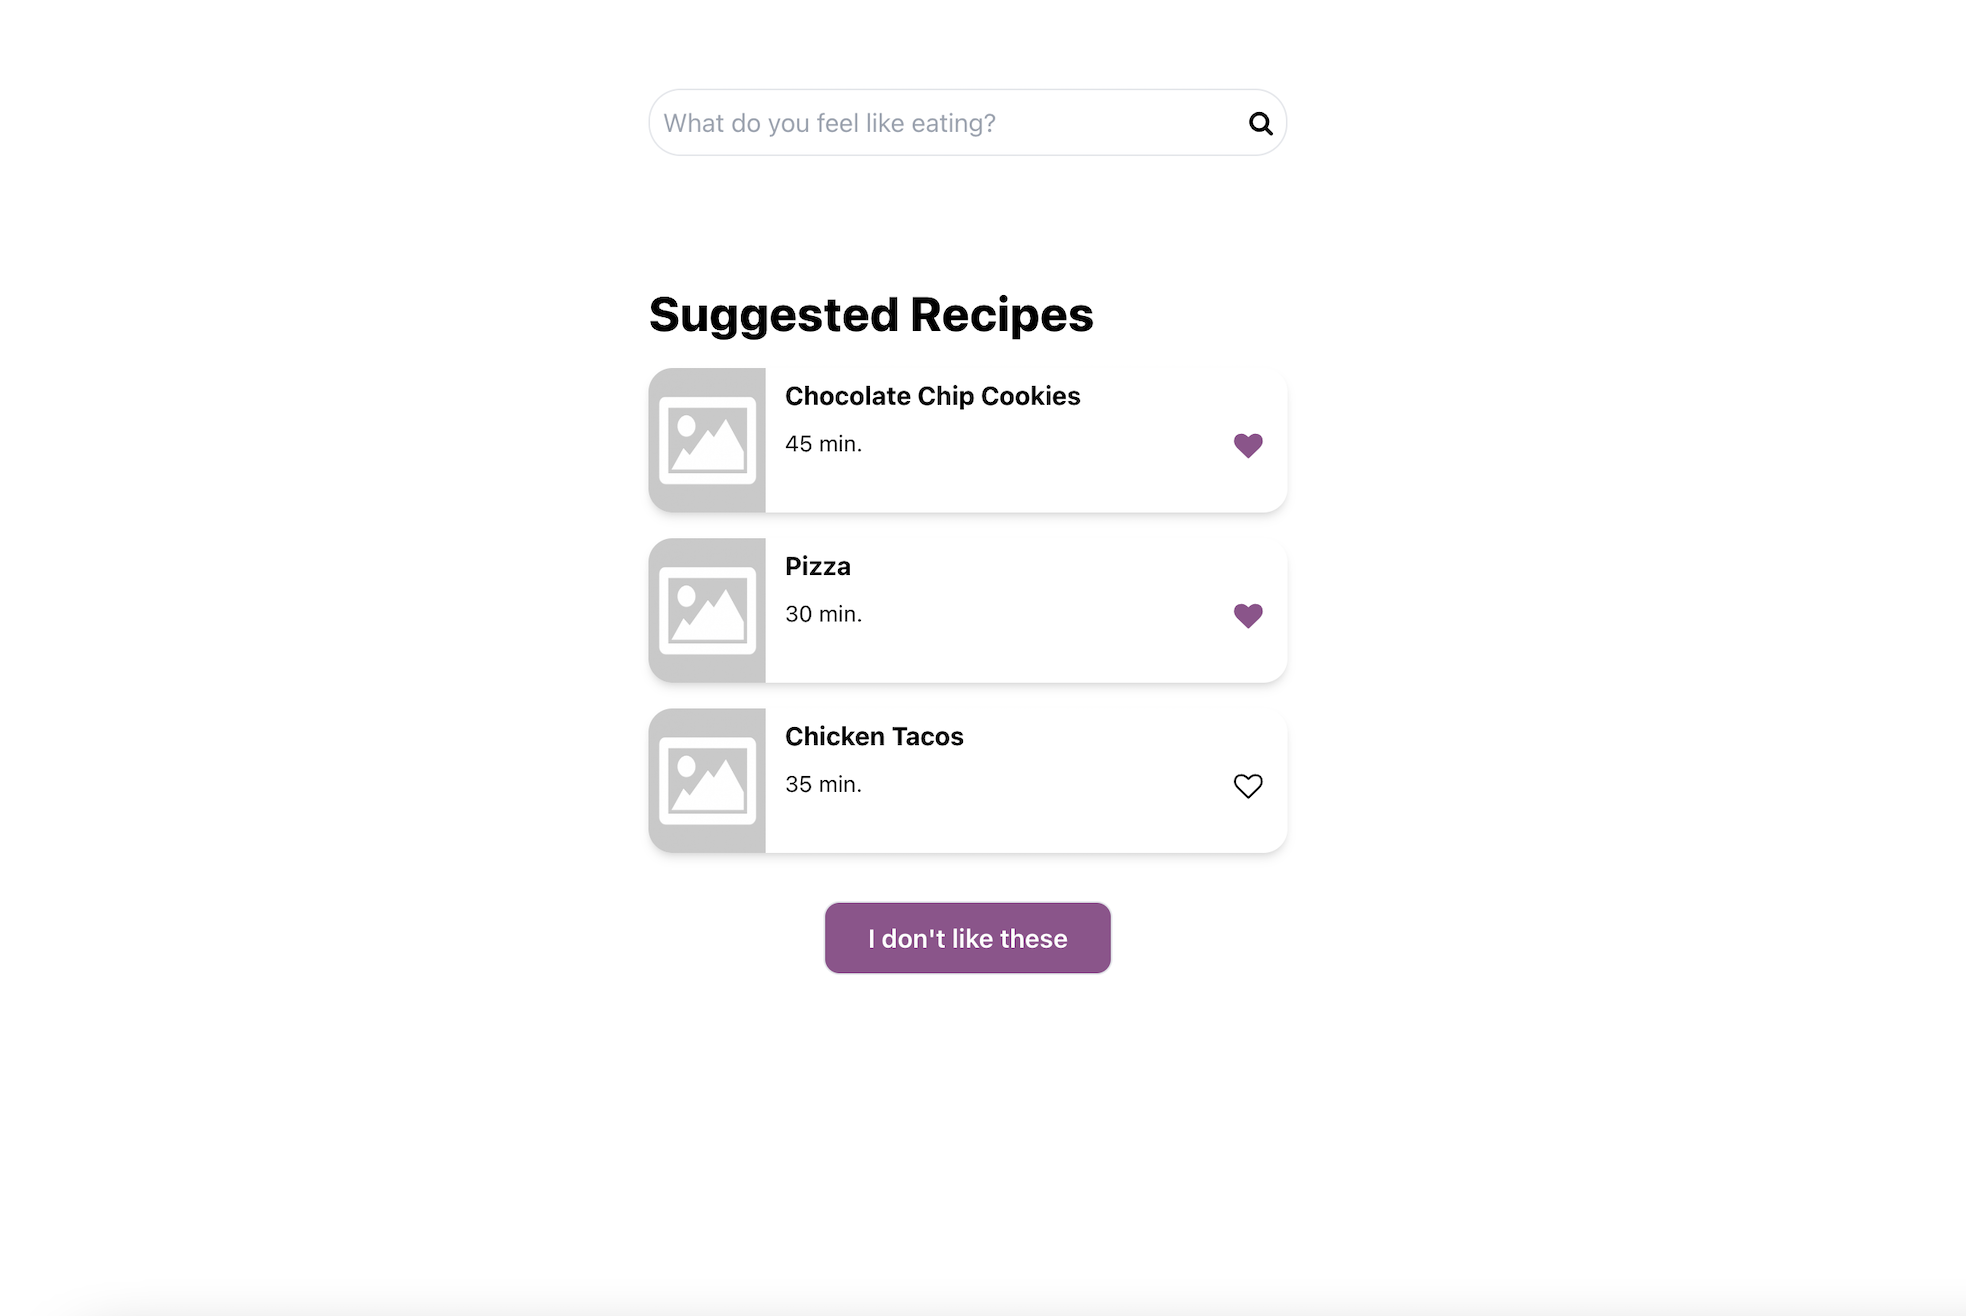 What do you feel like eating?
Suggested Recipes
Chocolate Chip Cookies
45 min.
Pizza
30 min.
Chicken Tacos
35 min.
I don't like these